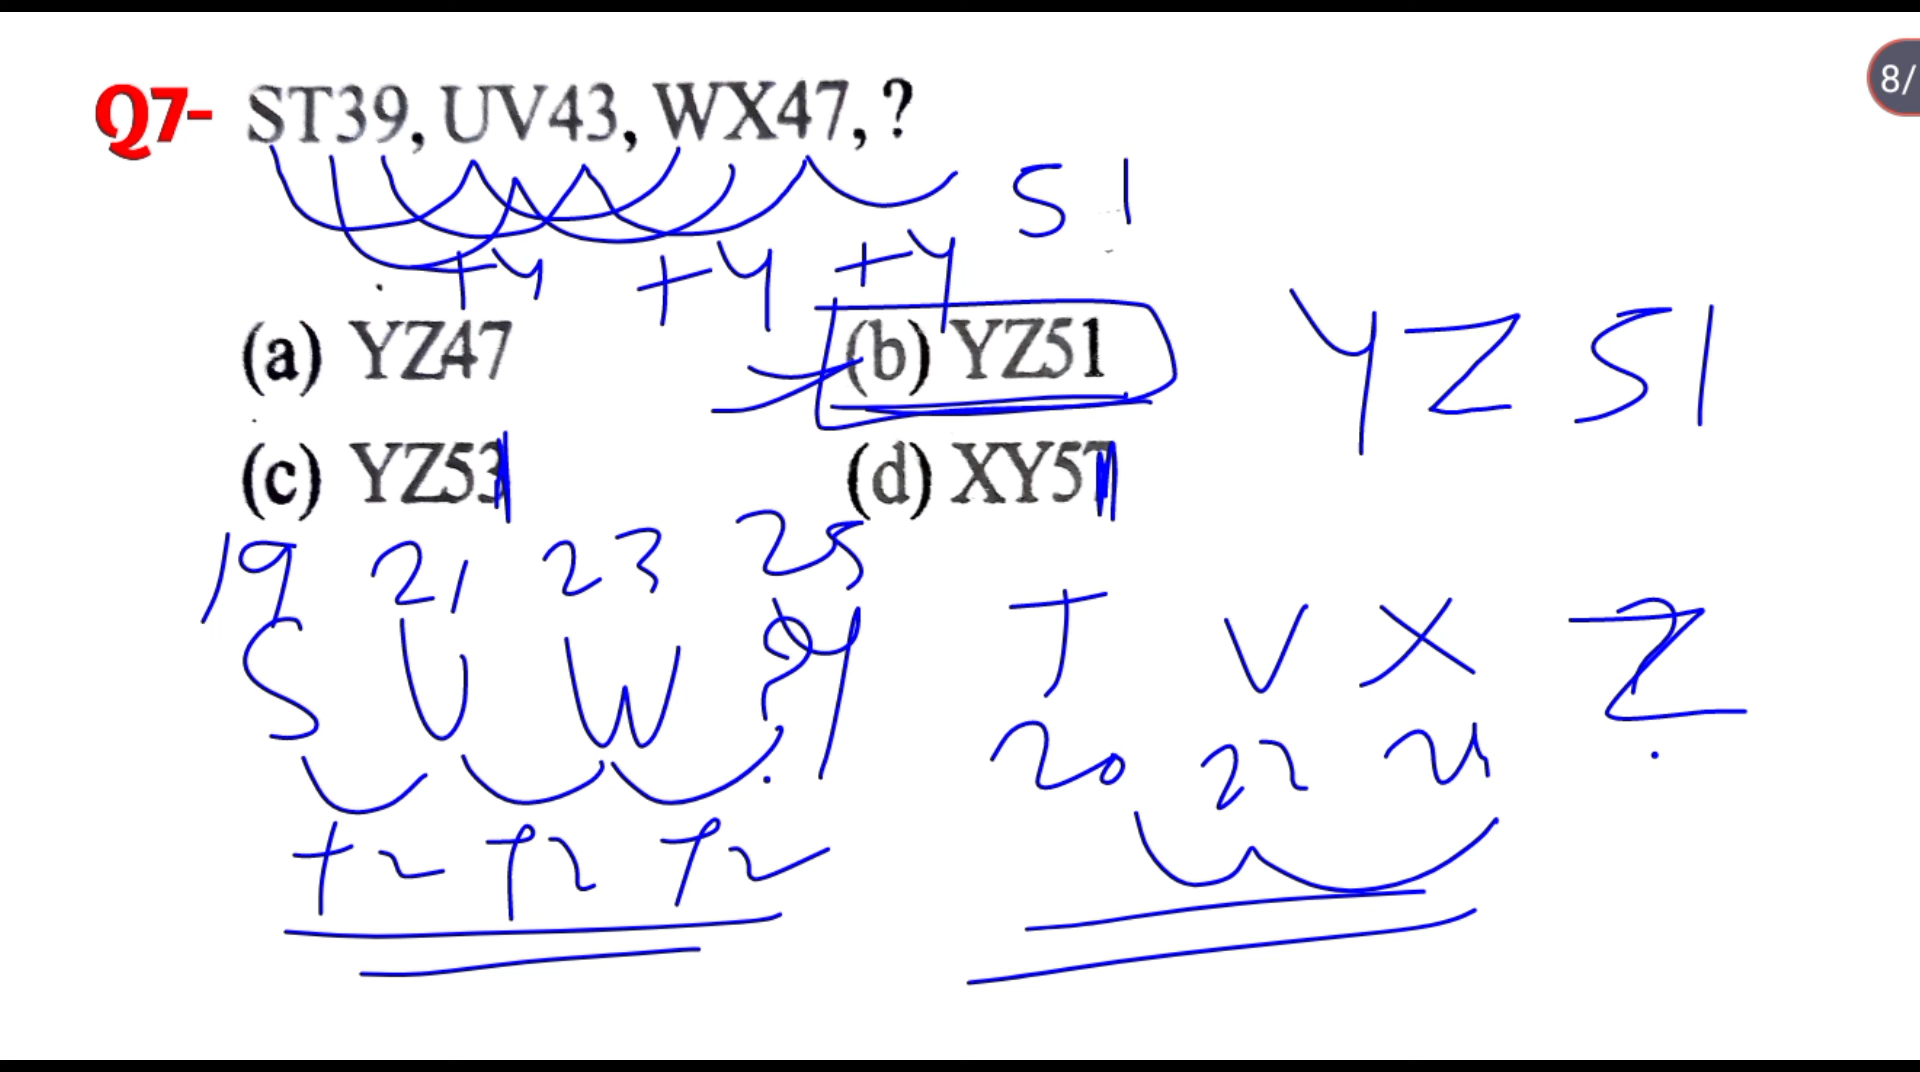 8/
Q7- ST39, UV43, WX47, ?
51
+4 +4 +4
(a) YZ47 (b) YZ51 YZ51
(c) YZ53 (d) XY57
19 21 23 25
S U W ? Y T V X Z
20 22 24
+2 +2 +2